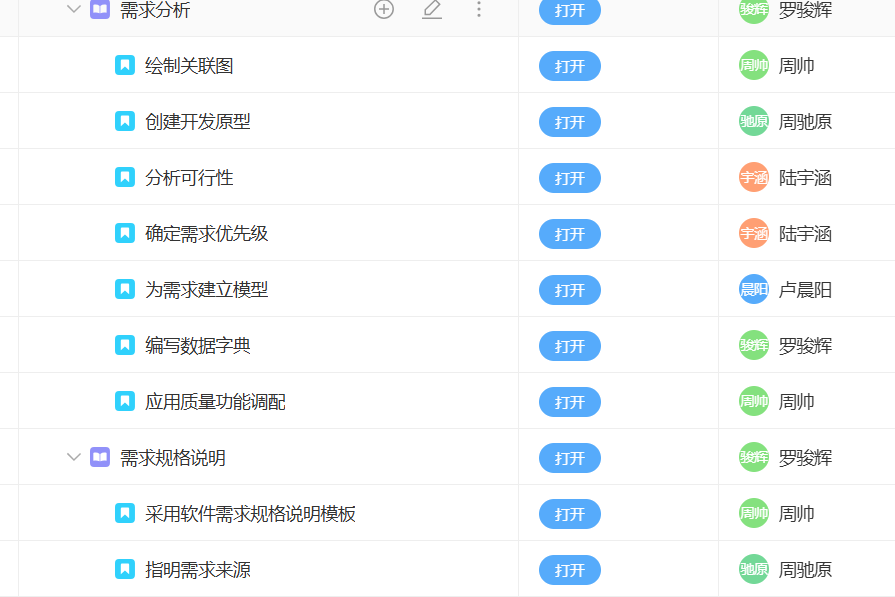 需求分析 打开 骏辉 罗骏辉
绘制关联图 打开 周帅 周帅
创建开发原型 打开 驰原 周驰原
分析可行性 打开 宇涵 陆宇涵
确定需求优先级 打开 宇涵 陆宇涵
为需求建立模型 打开 晨阳 卢晨阳
编写数据字典 打开 骏辉 罗骏辉
应用质量功能调配 打开 周帅 周帅
需求规格说明 打开 骏辉 罗骏辉
采用软件需求规格说明模板 打开 周帅 周帅
指明需求来源 打开 驰原 周驰原